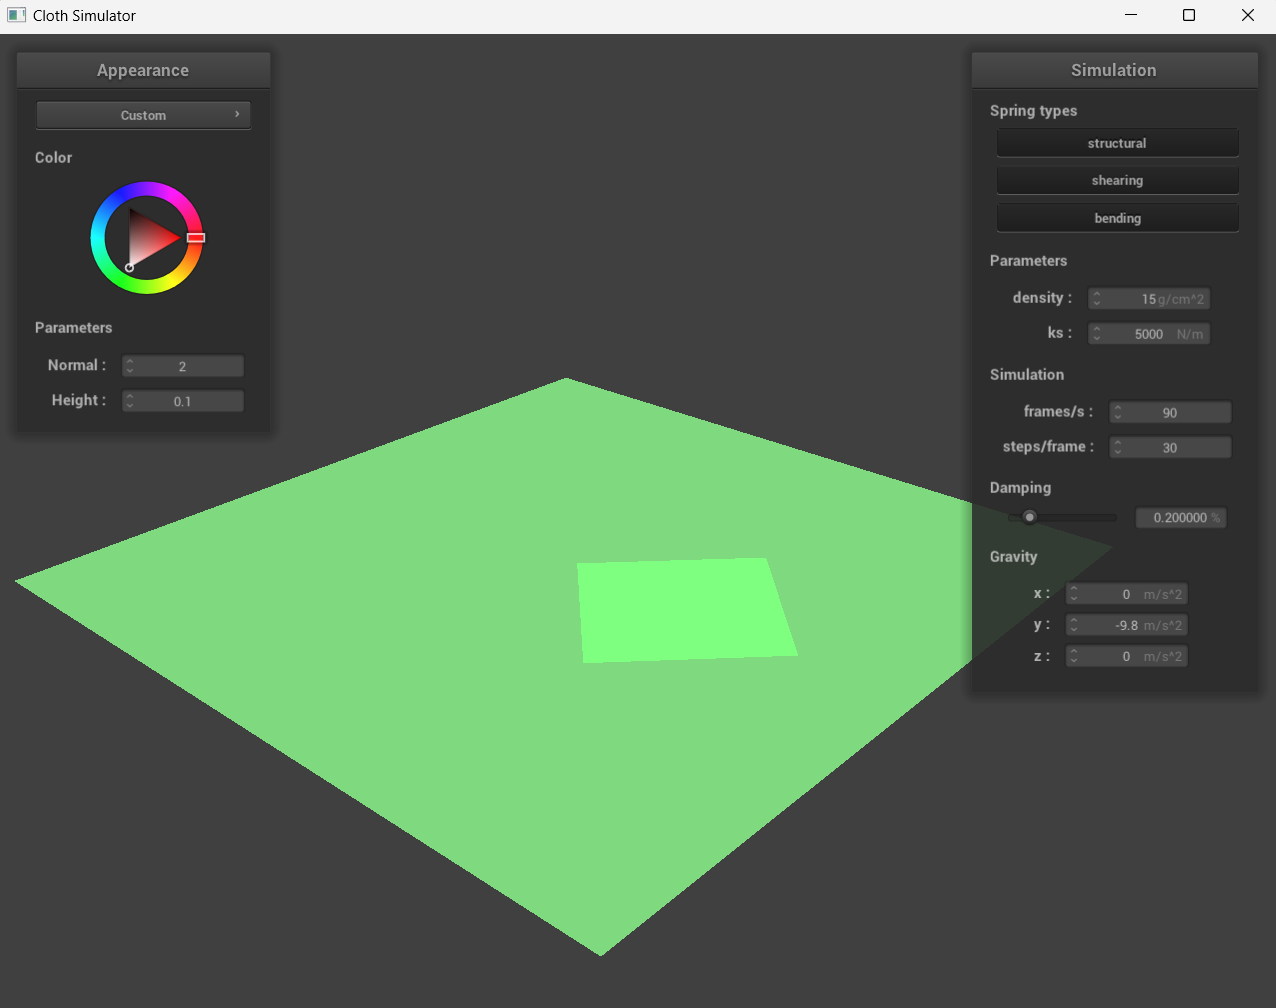 Cloth Simulator
Appearance
Custom
Color
Parameters
Normal : 2
Height : 0.1
Simulation
Spring types
structural
shearing
bending
Parameters
density : 15 g/cm^2
ks : 5000 N/m
Simulation
frames/s : 90
steps/frame : 30
Damping
0.200000 %
Gravity
x : 0 m/s^2
y : -9.8 m/s^2
z : 0 m/s^2